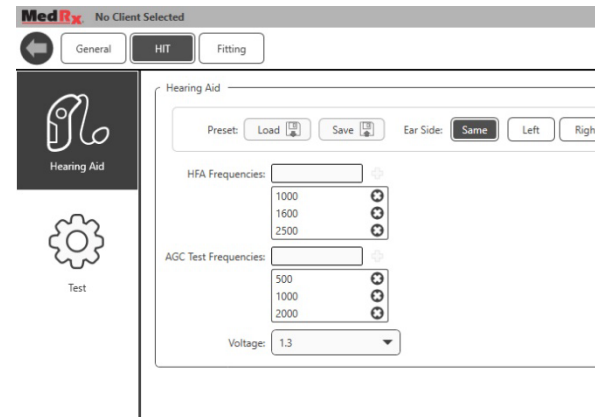 MedRx No Client Selected
General HIT Fitting
Hearing Aid
Preset: Load Save Ear Side: Same Left Righ
Hearing Aid
HFA Frequencies:
1000
1600
2500
AGC Test Frequencies:
500
1000
2000
Test
Voltage: 1.3